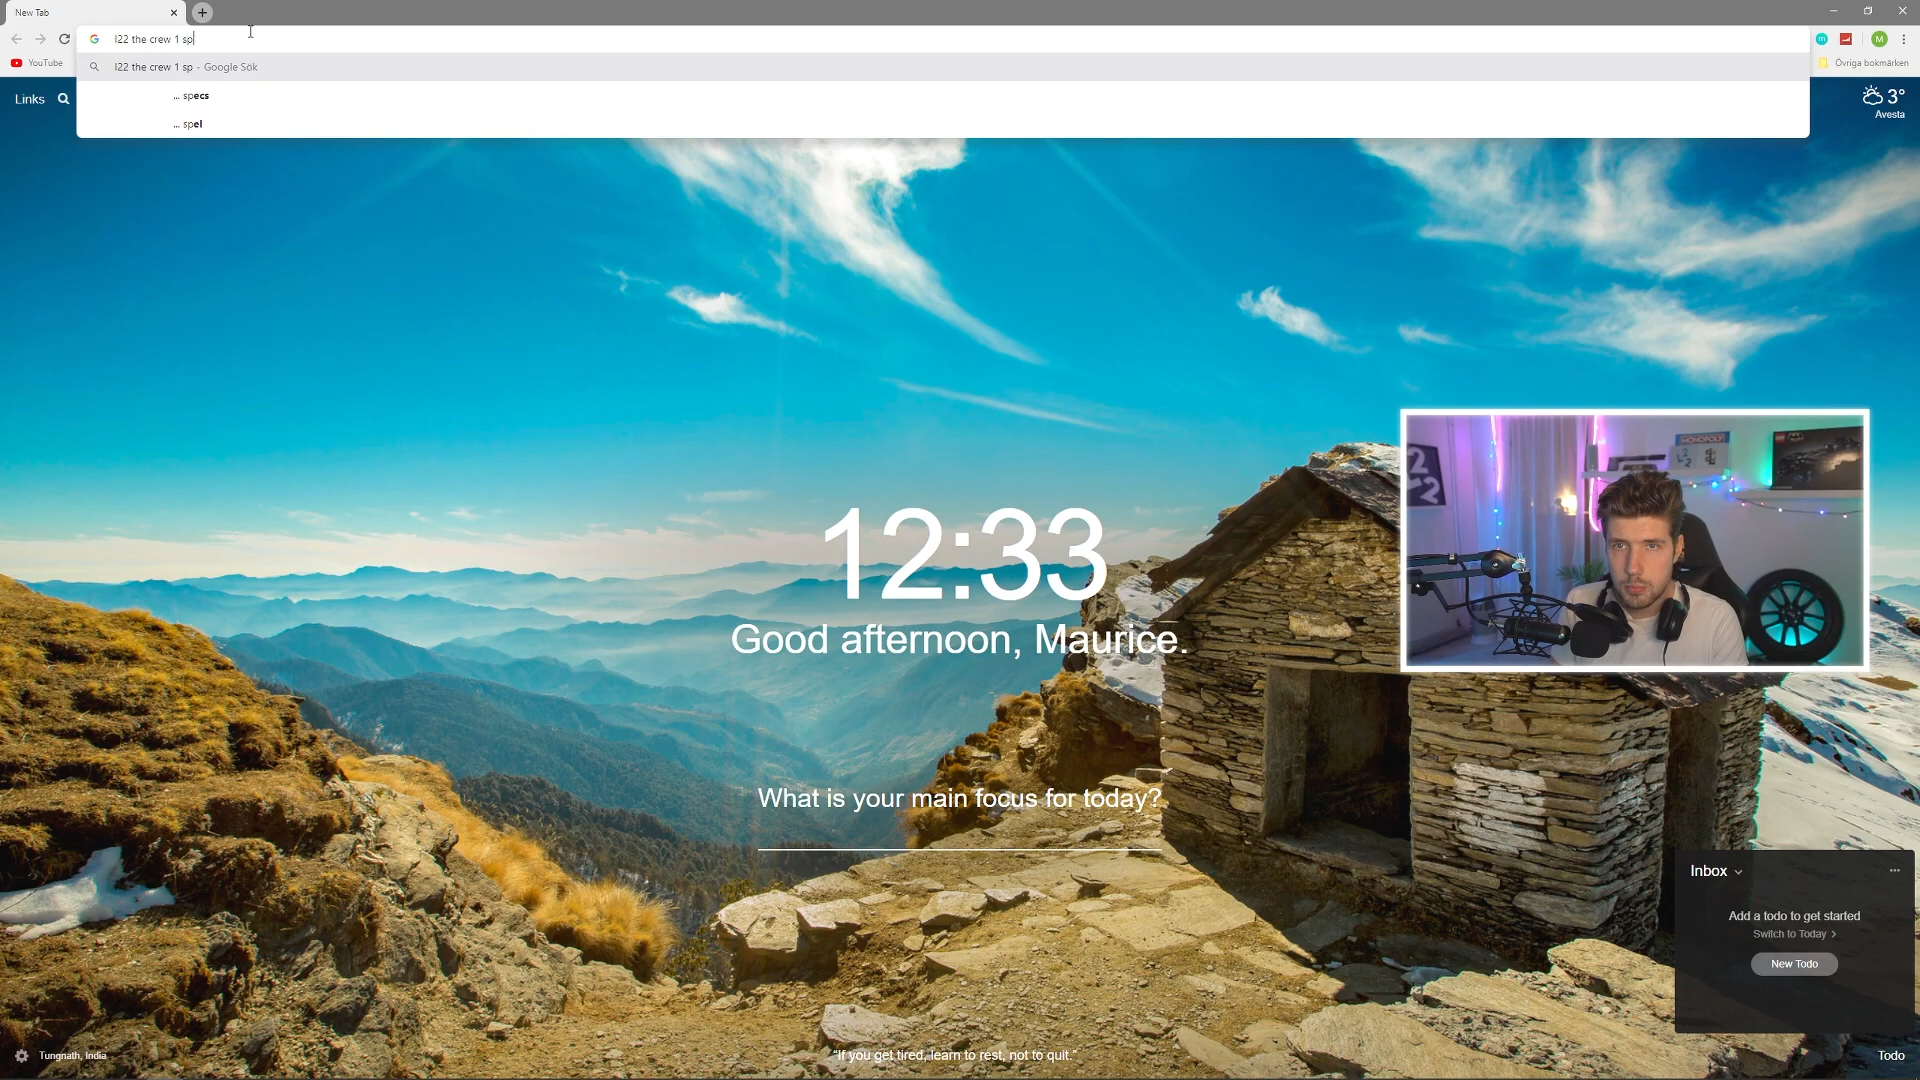 New Tab
l22 the crew 1 sp
YouTube
l22 the crew 1 sp - Google Sök
Övriga bokmärken
... specs
... spel
Links
3°
Avesta
M
MONOPOLY
12:33
Good afternoon, Maurice.
What is your main focus for today?
Inbox
Add a todo to get started
Switch to Today
New Todo
Tungnath, India
“If you get tired, learn to rest, not to quit.”
Todo